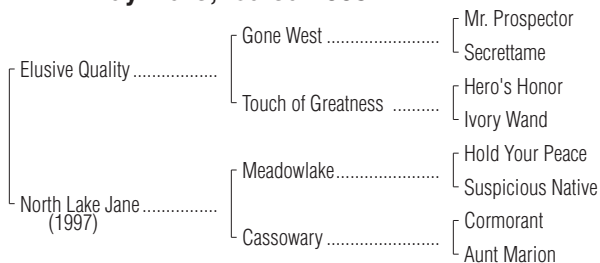 Mr. Prospector
Gone West ........................
Secrettame
Elusive Quality ..................
Hero's Honor
Touch of Greatness ..........
Ivory Wand
Hold Your Peace
Meadowlake......................
Suspicious Native
North Lake Jane................
(1997)
Cormorant
Cassowary ........................
Aunt Marion